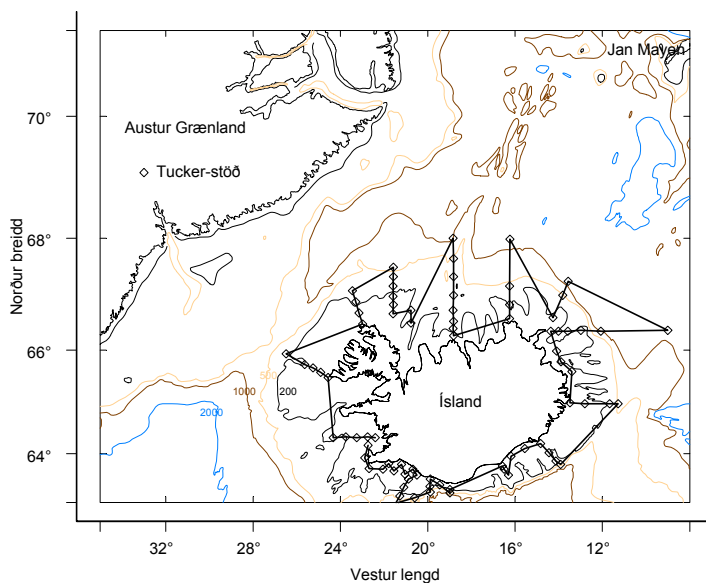 Jan Mayen
70°
Austur Grænland
Tucker-stöð
68°
Norður breidd
66°
500
1000
200
Ísland
2000
64°
32°
28°
24°
20°
16°
12°
Vestur lengd